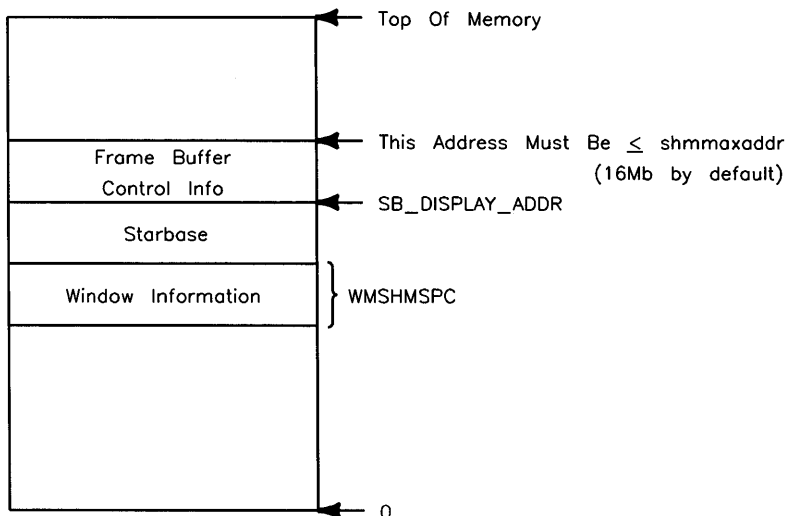 Top Of Memory
This Address Must Be ≤ shmmaxaddr
(16Mb by default)
Frame Buffer
Control Info
SB_DISPLAY_ADDR
Starbase
Window Information
WMSHMSPC
0